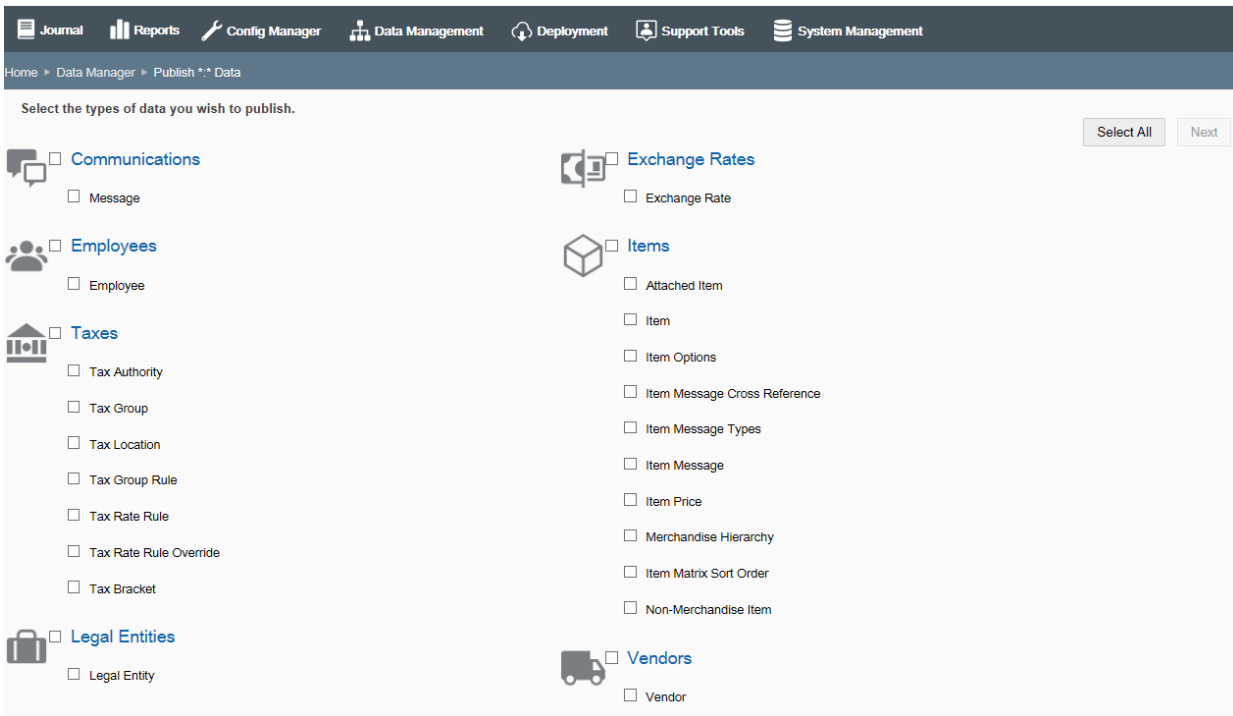 Journal Reports Config Manager Data Management Deployment Support Tools System Management
Home ▸ Data Manager ▸ Publish *:* Data
Select the types of data you wish to publish.
Select All Next
Communications
Message
Employees
Employee
Taxes
Tax Authority
Tax Group
Tax Location
Tax Group Rule
Tax Rate Rule
Tax Rate Rule Override
Tax Bracket
Legal Entities
Legal Entity
Exchange Rates
Exchange Rate
Items
Attached Item
Item
Item Options
Item Message Cross Reference
Item Message Types
Item Message
Item Price
Merchandise Hierarchy
Item Matrix Sort Order
Non-Merchandise Item
Vendors
Vendor